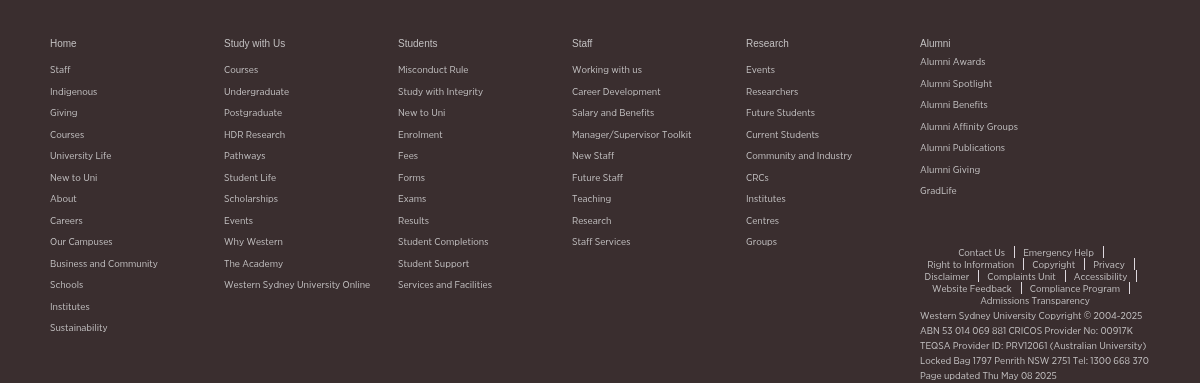 Home
Staff
Indigenous
Giving
Courses
University Life
New to Uni
About
Careers
Our Campuses
Business and Community
Schools
Institutes
Sustainability
Study with Us
Courses
Undergraduate
Postgraduate
HDR Research
Pathways
Student Life
Scholarships
Events
Why Western
The Academy
Western Sydney University Online
Students
Misconduct Rule
Study with Integrity
New to Uni
Enrolment
Fees
Forms
Exams
Results
Student Completions
Student Support
Services and Facilities
Staff
Working with us
Career Development
Salary and Benefits
Manager/Supervisor Toolkit
New Staff
Future Staff
Teaching
Research
Staff Services
Research
Events
Researchers
Future Students
Current Students
Community and Industry
CRCs
Institutes
Centres
Groups
Alumni
Alumni Awards
Alumni Spotlight
Alumni Benefits
Alumni Affinity Groups
Alumni Publications
Alumni Giving
GradLife
Contact Us | Emergency Help |
Right to Information | Copyright | Privacy |
Disclaimer | Complaints Unit | Accessibility |
Website Feedback | Compliance Program |
Admissions Transparency
Western Sydney University Copyright © 2004-2025
ABN 53 014 069 881 CRICOS Provider No: 00917K
TEQSA Provider ID: PRV12061 (Australian University)
Locked Bag 1797 Penrith NSW 2751 Tel: 1300 668 370
Page updated Thu May 08 2025